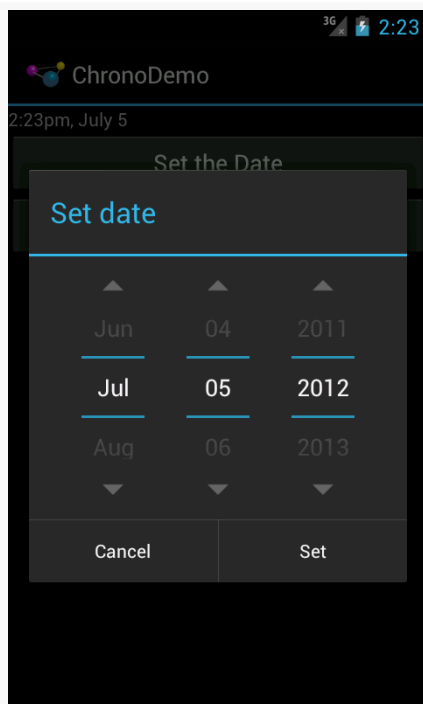 3G 2:23
ChronoDemo
2:23pm, July 5
Set the Date
Set date
Jun 04 2011
Jul 05 2012
Aug 06 2013
Cancel Set